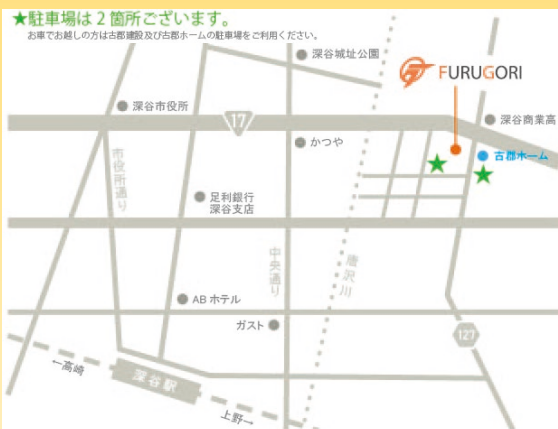 ★駐車場は2箇所ございます。
お車でお越しの方は古郡建設及び古郡ホームの駐車場をご利用ください。
深谷城址公園
FURUGORI
深谷市役所
17
深谷商業高
かつや
古郡ホーム
市役所通り
足利銀行
深谷支店
中央通り
唐沢川
ABホテル
ガスト
127
←高崎
深谷駅
上野→